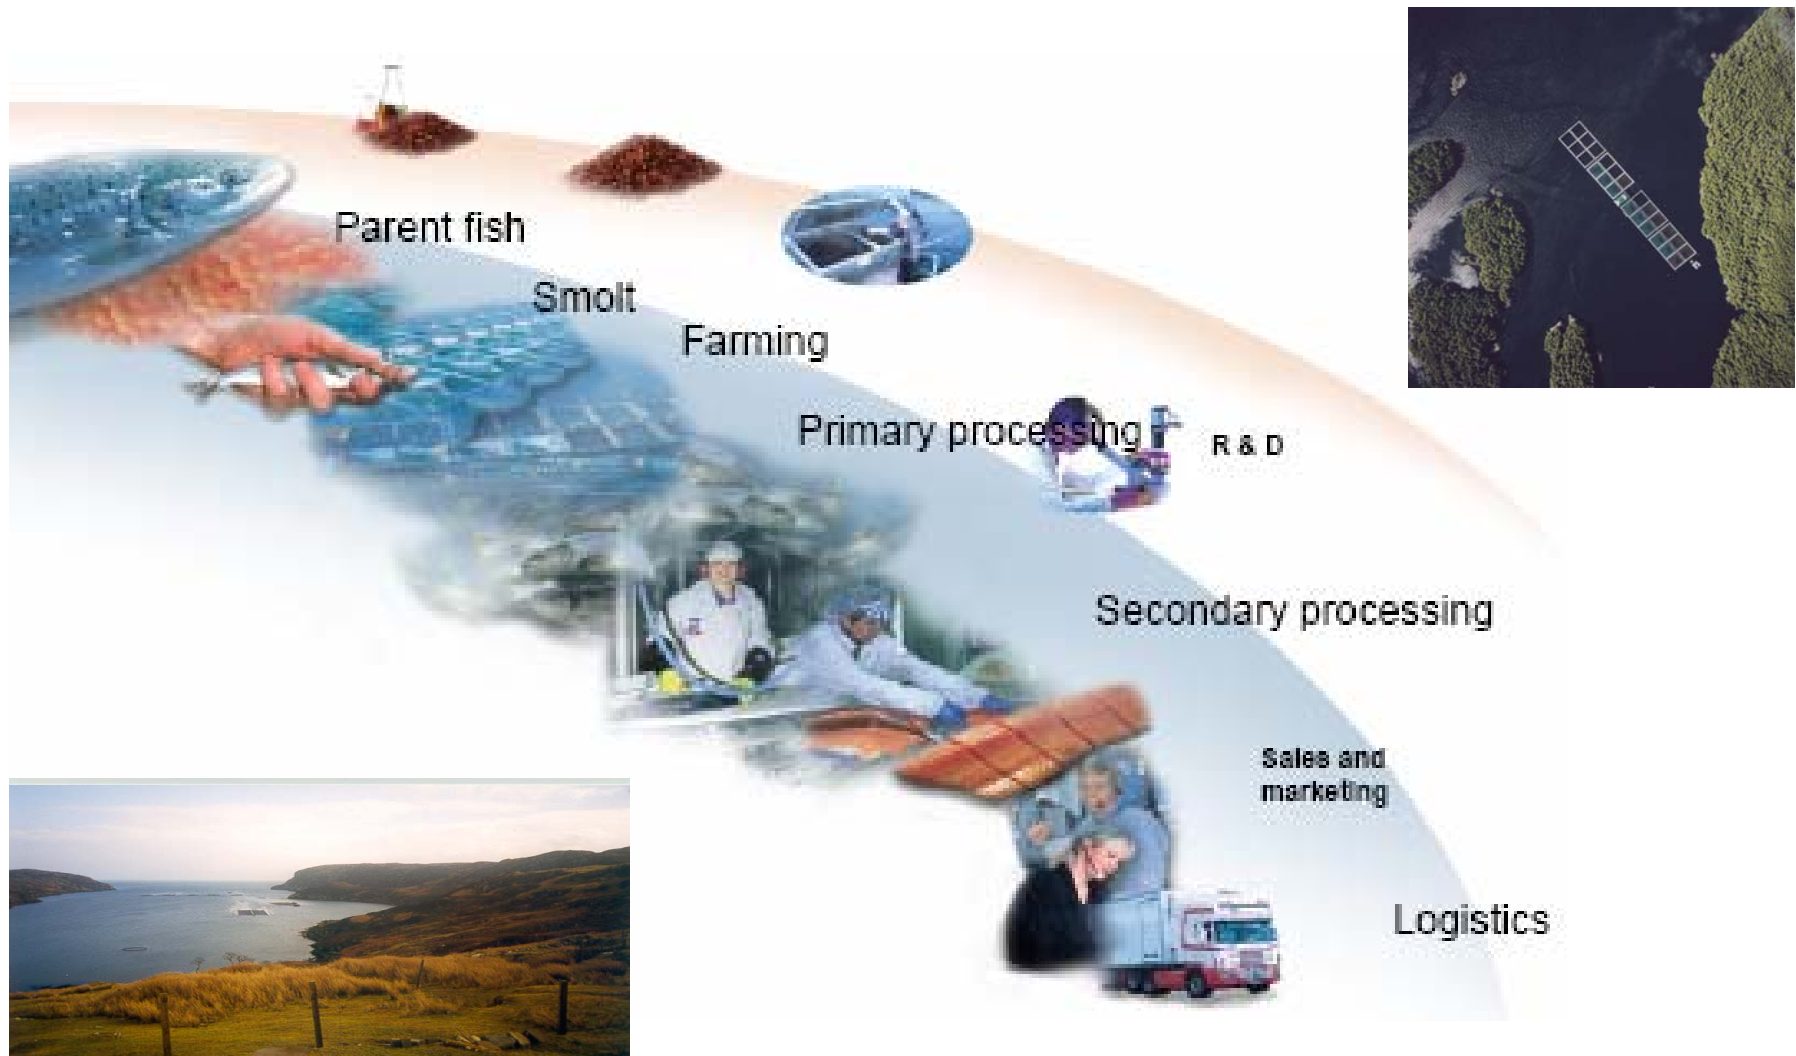 Parent fish
Smolt
Farming
Primary processing
R & D
Secondary processing
Sales and
marketing
Logistics